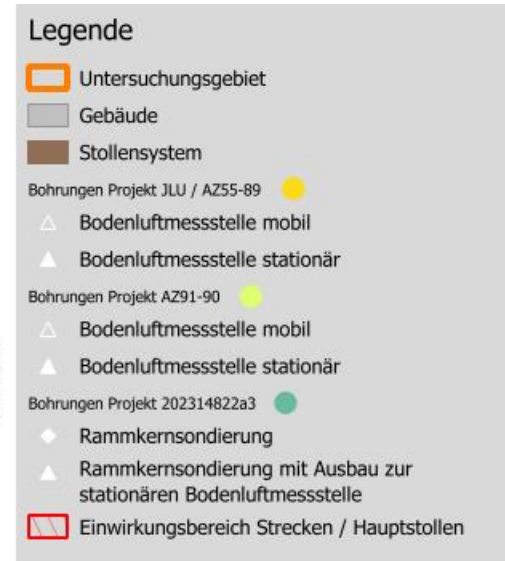 Legende
Untersuchungsgebiet
Gebäude
Stollensystem
Bohrungen Projekt JLU / AZ55-89
Bodenluftmessstelle mobil
Bodenluftmessstelle stationär
Bohrungen Projekt AZ91-90
Bodenluftmessstelle mobil
Bodenluftmessstelle stationär
Bohrungen Projekt 202314822a3
Rammkernsondierung
Rammkernsondierung mit Ausbau zur
stationären Bodenluftmessstelle
Einwirkungsbereich Strecken / Hauptstollen